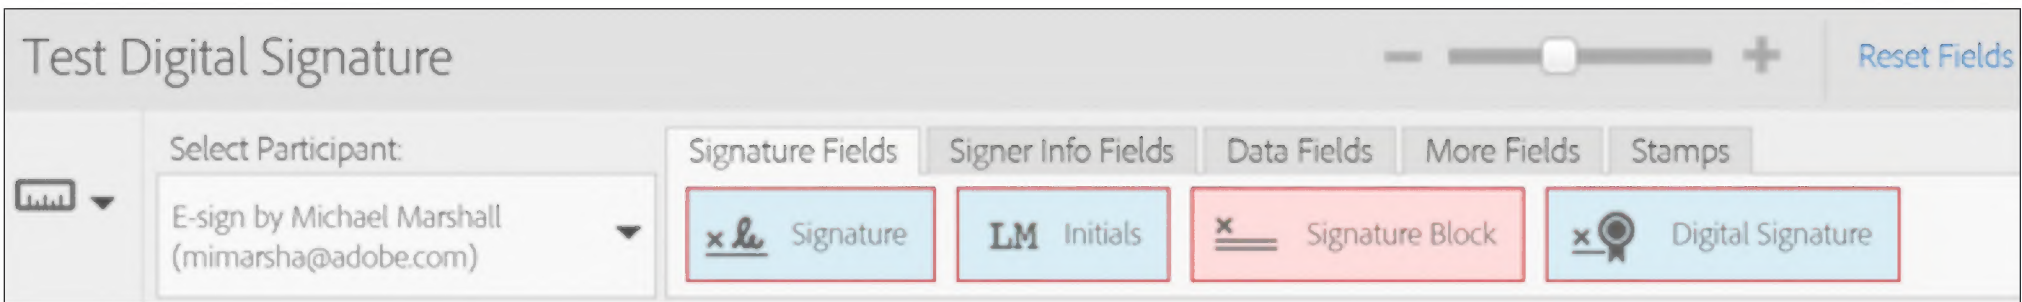 Test Digital Signature
Reset Fields
Select Participant:
E-sign by Michael Marshall
(mimarsha@adobe.com)
Signature Fields
Signer Info Fields
Data Fields
More Fields
Stamps
Signature
LM Initials
Signature Block
Digital Signature